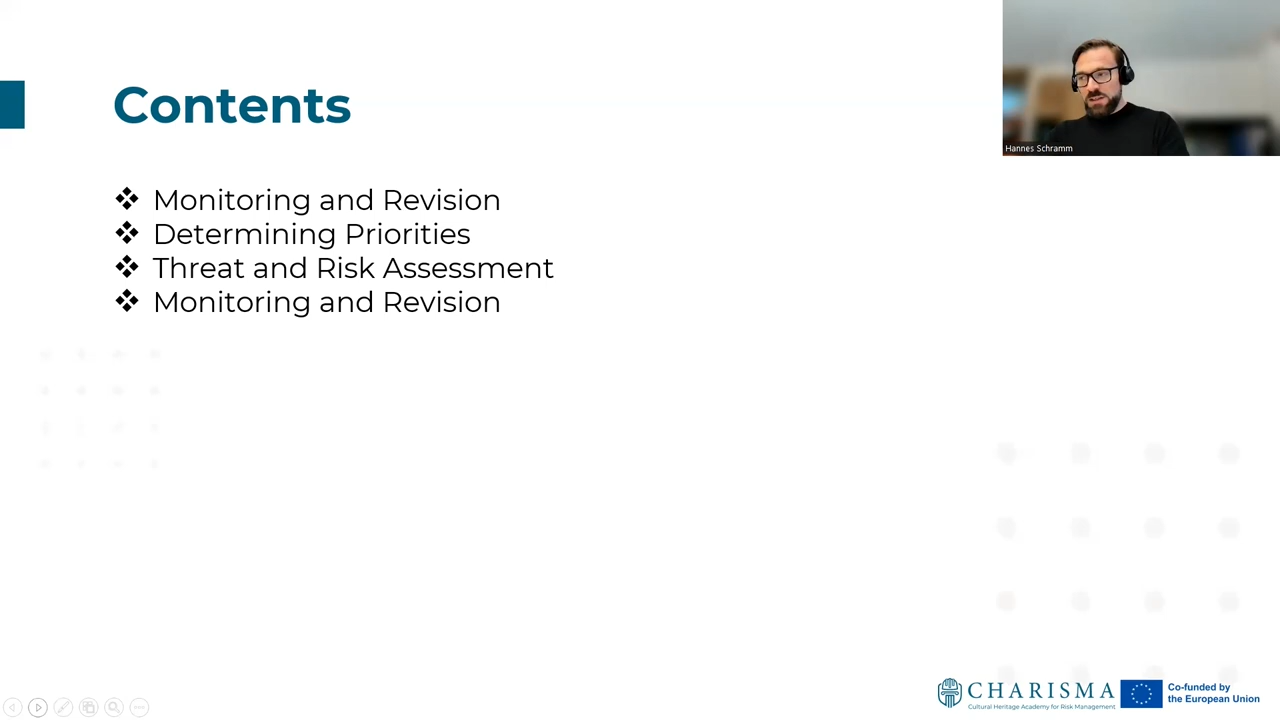 Contents
Monitoring and Revision
Determining Priorities
Threat and Risk Assessment
Monitoring and Revision
Hannes Schramm
CHARISMA
Cultural Heritage Academy for Risk Management
Co-funded by
the European Union